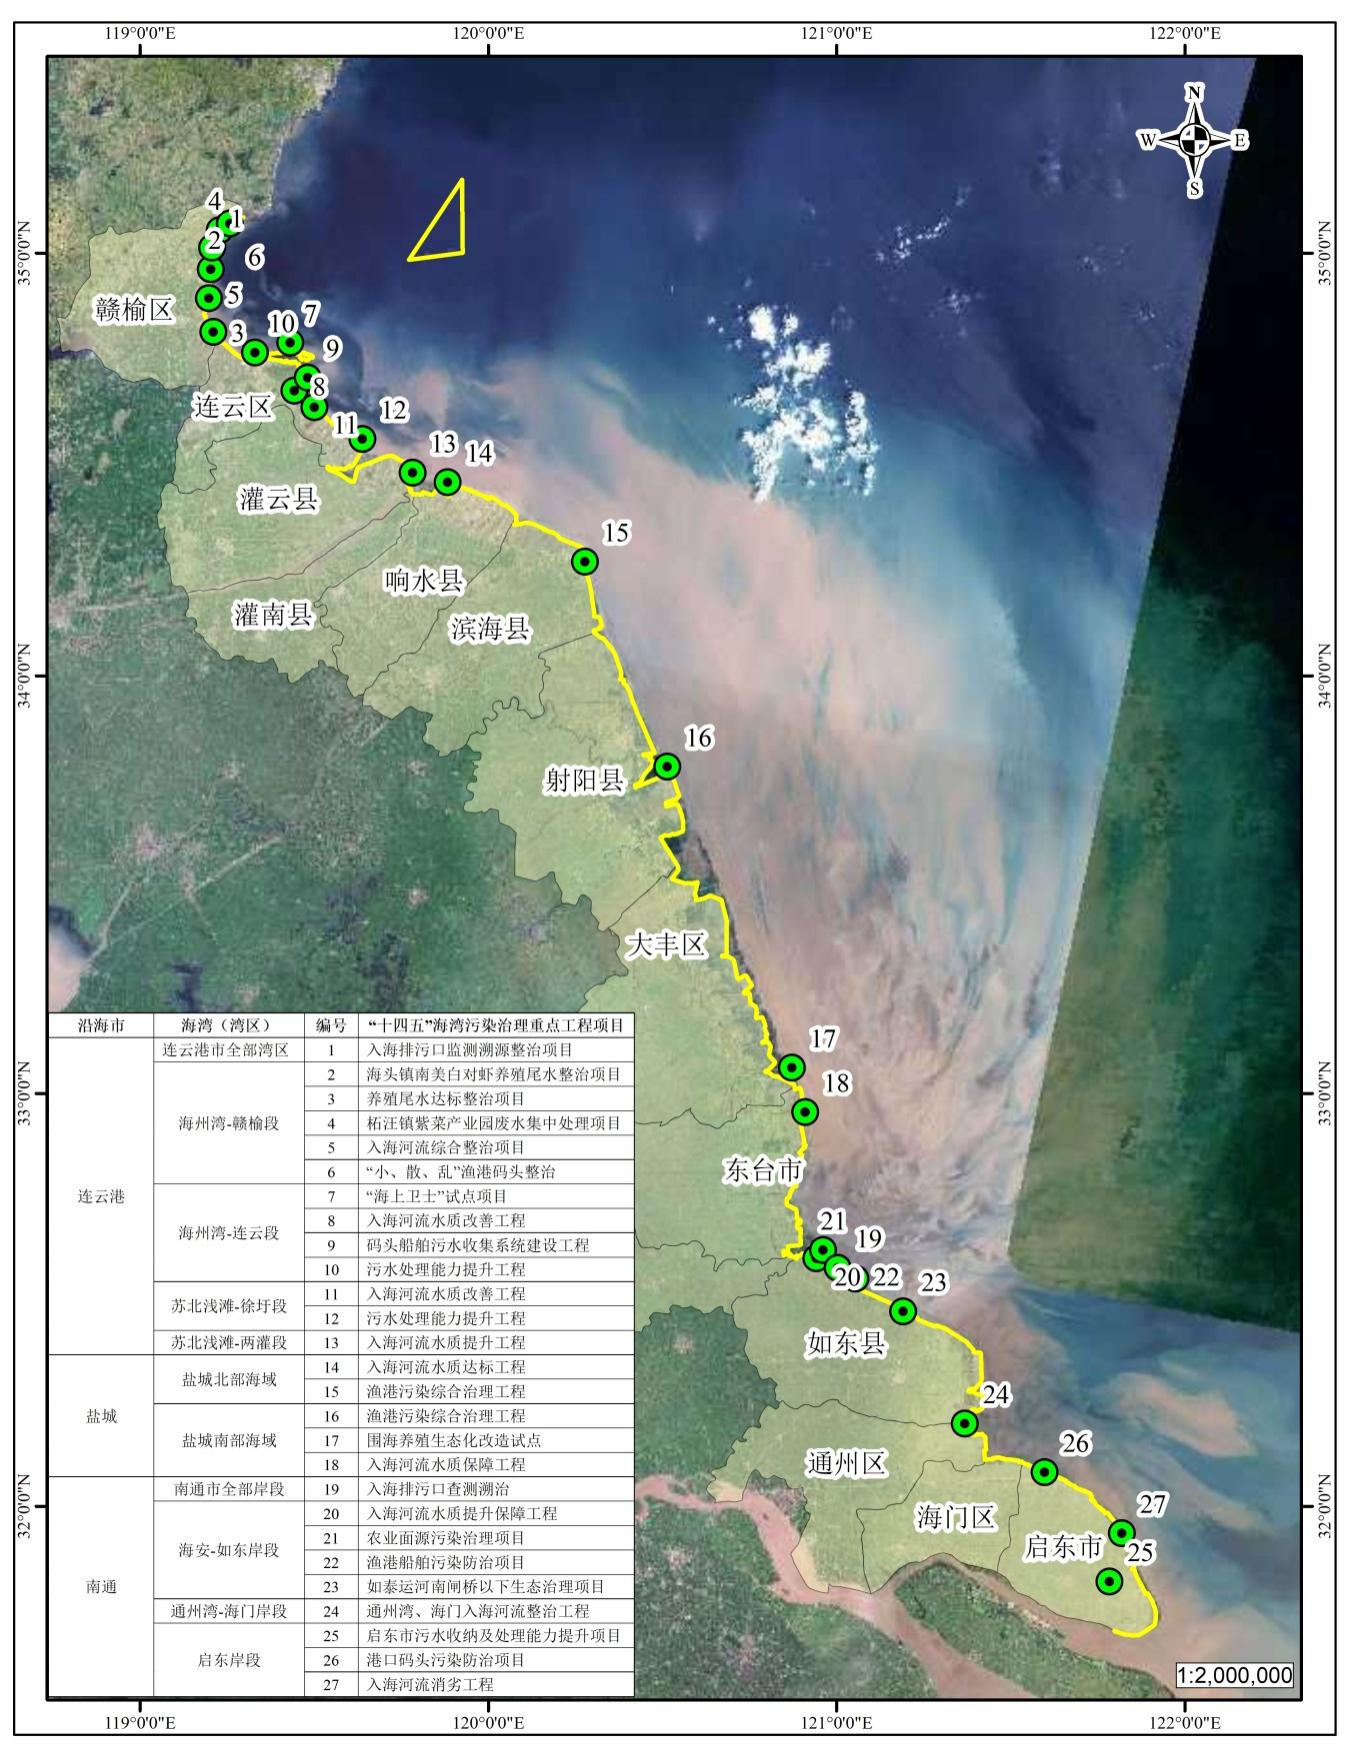 119°0'0"E 120°0'0"E 121°0'0"E 122°0'0"E
N
W E
S
35°0'0"N 35°0'0"N
4
1
2
6
5
赣榆区
7
10
3
9
8
连云区
12
11
13
14
灌云县
15
响水县
灌南县
滨海县
34°0'0"N 34°0'0"N
16
射阳县
大丰区
17
18
33°0'0"N 33°0'0"N
东台市
21
19
20
22
23
如东县
24
26
通州区
27
海门区
启东市
25
32°0'0"N 32°0'0"N
沿海市 海湾(湾区) 编号 “十四五”海湾污染治理重点工程项目
连云港市全部湾区 1 入海排污口监测溯源整治项目
2 海头镇南美白对虾养殖尾水整治项目
3 养殖尾水达标整治项目
海州湾-赣榆段 4 柘汪镇紫菜产业园废水集中处理项目
5 入海河流综合整治项目
6 “小、散、乱”渔港码头整治
连云港 7 “海上卫士”试点项目
海州湾-连云段 8 入海河流水质改善工程
9 码头船舶污水收集系统建设工程
10 污水处理能力提升工程
苏北浅滩-徐圩段 11 入海河流水质改善工程
12 污水处理能力提升工程
苏北浅滩-两灌段 13 入海河流水质提升工程
盐城北部海域 14 入海河流水质达标工程
15 渔港污染综合治理工程
盐城 16 渔港污染综合治理工程
盐城南部海域 17 围海养殖生态化改造试点
18 入海河流水质保障工程
南通市全部岸段 19 入海排污口查测溯治
20 入海河流水质提升保障工程
海安-如东岸段 21 农业面源污染治理项目
22 渔港船舶污染防治项目
南通 23 如泰运河南闸桥以下生态治理项目
通州湾-海门岸段 24 通州湾、海门入海河流整治工程
25 启东市污水收纳及处理能力提升项目
启东岸段 26 港口码头污染防治项目
27 入海河流消劣工程
1:2,000,000
119°0'0"E 120°0'0"E 121°0'0"E 122°0'0"E